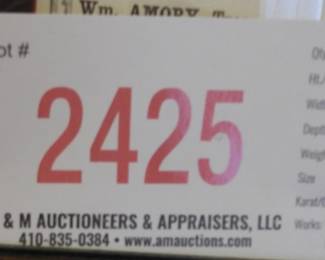 Wm. AMORY
ot #
2425
& M AUCTIONEERS & APPRAISERS, LLC
410-835-0384 • www.amauctions.com
Qty
Ht.
Widt
Dept
Weigh
Size
Karat/
Works: